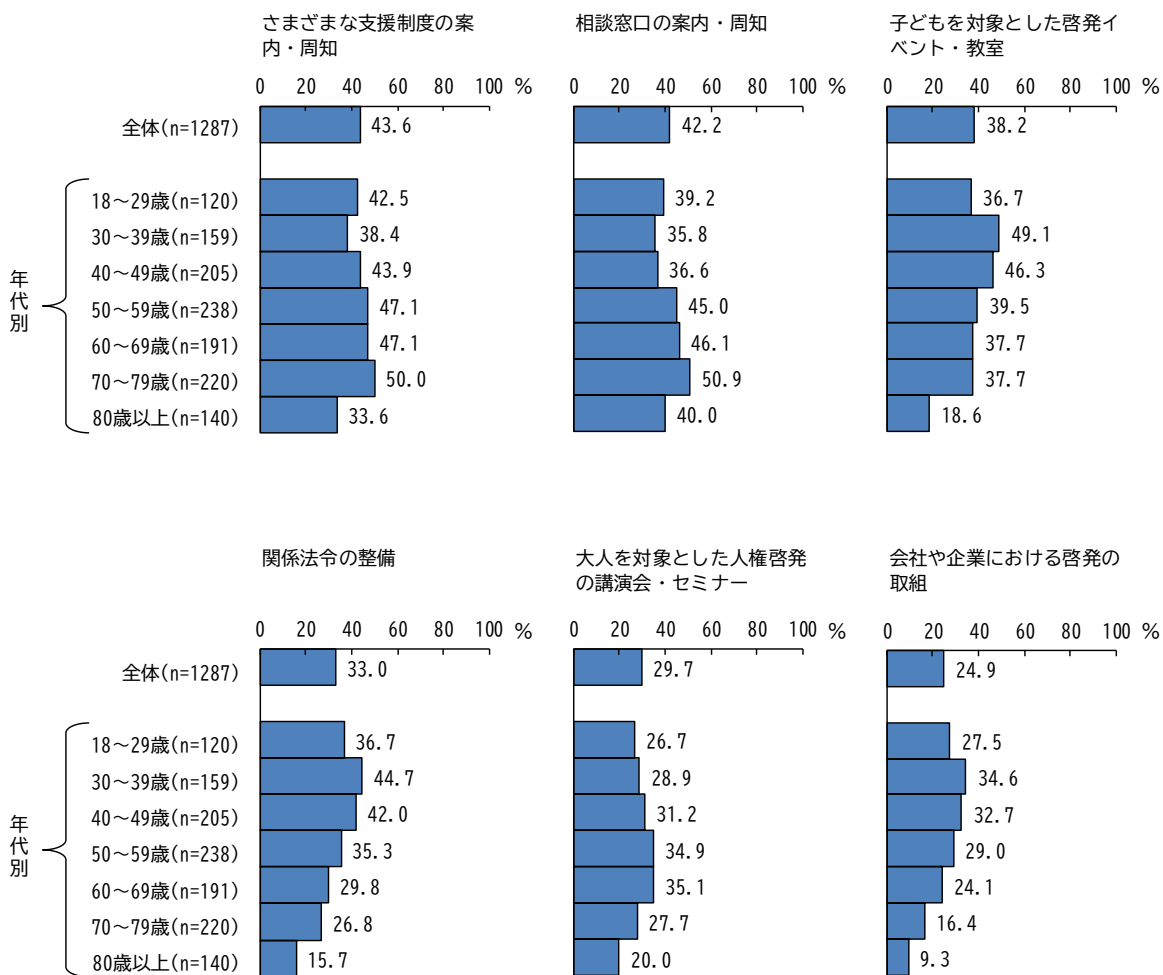 さまざまな支援制度の案
内・周知
相談窓口の案内・周知
子どもを対象とした啓発イ
ベント・教室
0 20 40 60 80 100 %
0 20 40 60 80 100 %
0 20 40 60 80 100 %
全体(n=1287) 43.6 42.2 38.2
年代別
18～29歳(n=120) 42.5 39.2 36.7
30～39歳(n=159) 38.4 35.8 49.1
40～49歳(n=205) 43.9 36.6 46.3
50～59歳(n=238) 47.1 45.0 39.5
60～69歳(n=191) 47.1 46.1 37.7
70～79歳(n=220) 50.0 50.9 37.7
80歳以上(n=140) 33.6 40.0 18.6
関係法令の整備
大人を対象とした人権啓発
の講演会・セミナー
会社や企業における啓発の
取組
0 20 40 60 80 100 %
0 20 40 60 80 100 %
0 20 40 60 80 100 %
全体(n=1287) 33.0 29.7 24.9
年代別
18～29歳(n=120) 36.7 26.7 27.5
30～39歳(n=159) 44.7 28.9 34.6
40～49歳(n=205) 42.0 31.2 32.7
50～59歳(n=238) 35.3 34.9 29.0
60～69歳(n=191) 29.8 35.1 24.1
70～79歳(n=220) 26.8 27.7 16.4
80歳以上(n=140) 15.7 20.0 9.3